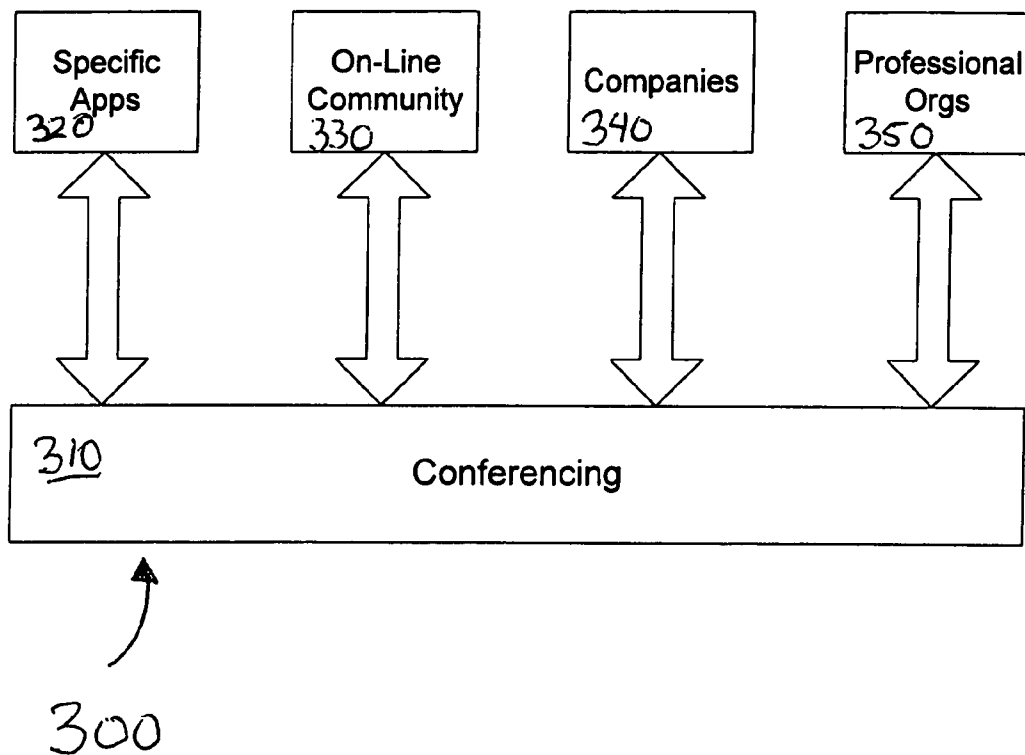 Specific
Apps
320
On-Line
Community
330
Companies
340
Professional
Orgs
350
310
Conferencing
300